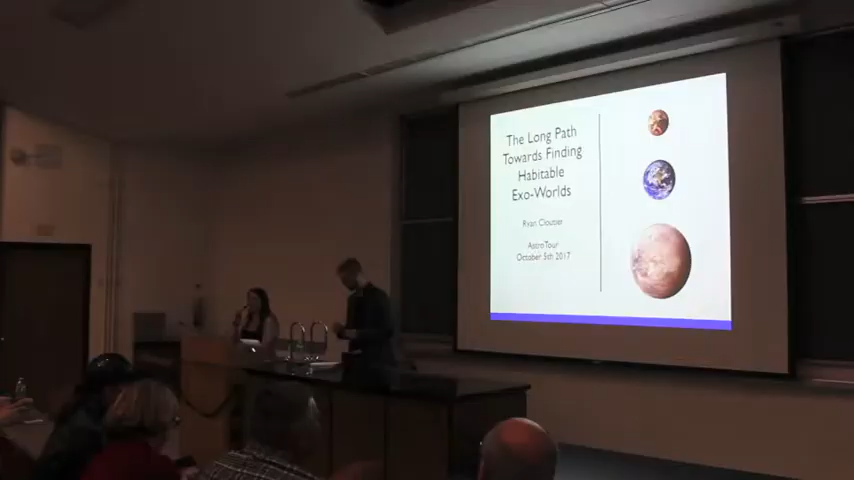 The Long Path
Towards Finding
Habitable
Exo-Worlds
Ryan Cloutier
AstroTour
October 5th 2017